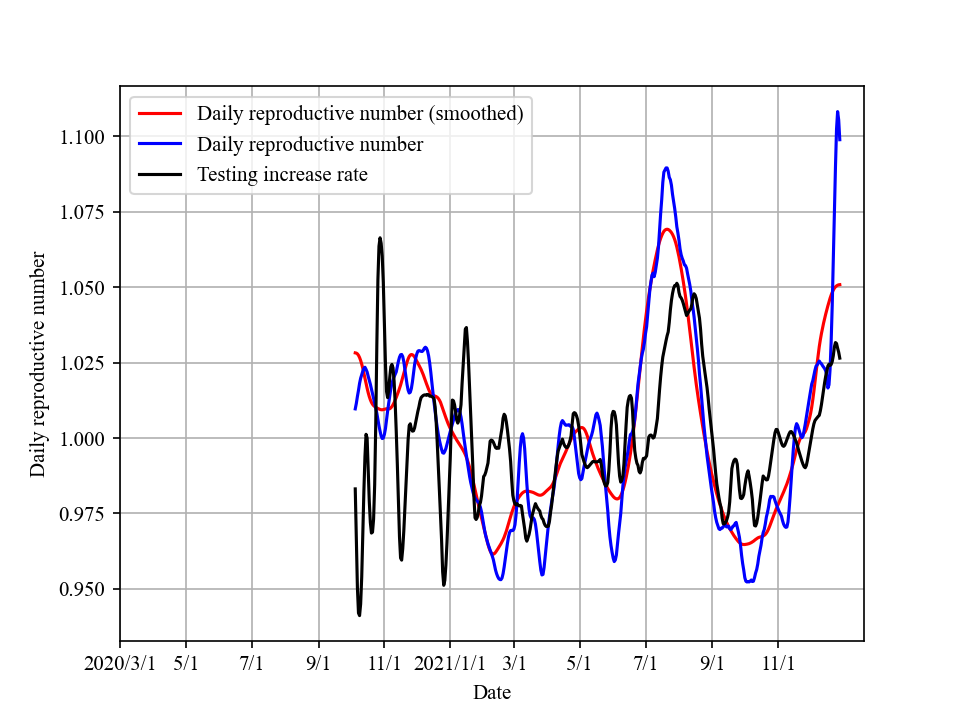 Daily reproductive number (smoothed)
Daily reproductive number
Testing increase rate
Daily reproductive number
1.100
1.075
1.050
1.025
1.000
0.975
0.950
2020/3/1 5/1 7/1 9/1 11/1 2021/1/1 3/1 5/1 7/1 9/1 11/1
Date